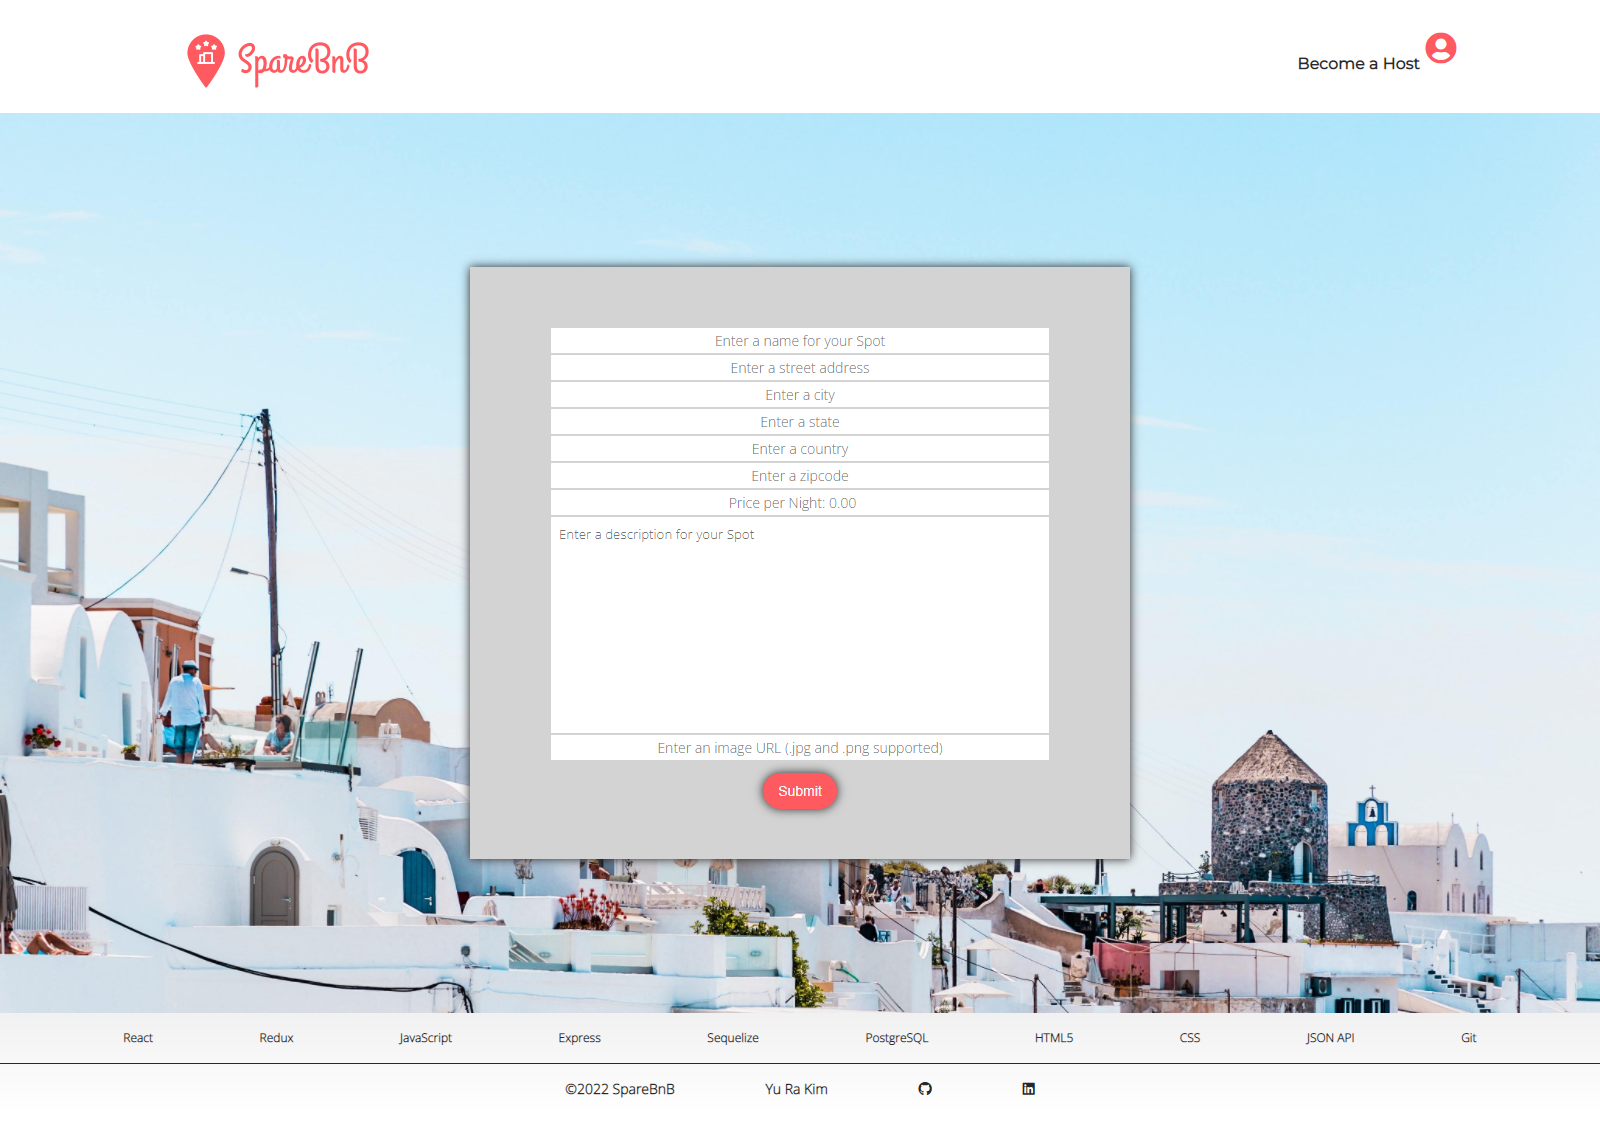 SpareBnB
Become a Host
Enter a name for your Spot
Enter a street address
Enter a city
Enter a state
Enter a country
Enter a zipcode
Price per Night: 0.00
Enter a description for your Spot
Enter an image URL (.jpg and .png supported)
Submit
React Redux JavaScript Express Sequelize PostgreSQL HTML5 CSS JSON API Git
©2022 SpareBnB Yu Ra Kim